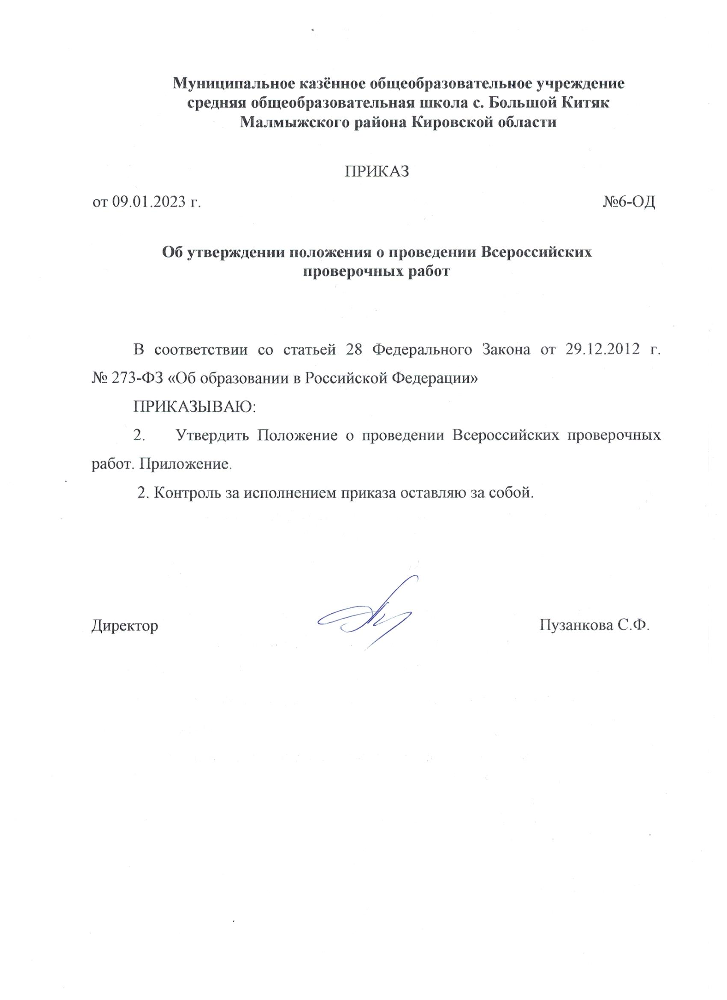 Муниципальное казённое общеобразовательное учреждение
средняя общеобразовательная школа с. Большой Китяк
Малмыжского района Кировской области
ПРИКАЗ
от 09.01.2023 г. №6-ОД
Об утверждении положения о проведении Всероссийских
проверочных работ
В соответствии со статьей 28 Федерального Закона от 29.12.2012 г.
№ 273-ФЗ «Об образовании в Российской Федерации»
ПРИКАЗЫВАЮ:
2. Утвердить Положение о проведении Всероссийских проверочных
работ. Приложение.
2. Контроль за исполнением приказа оставляю за собой.
Директор Пузанкова С.Ф.